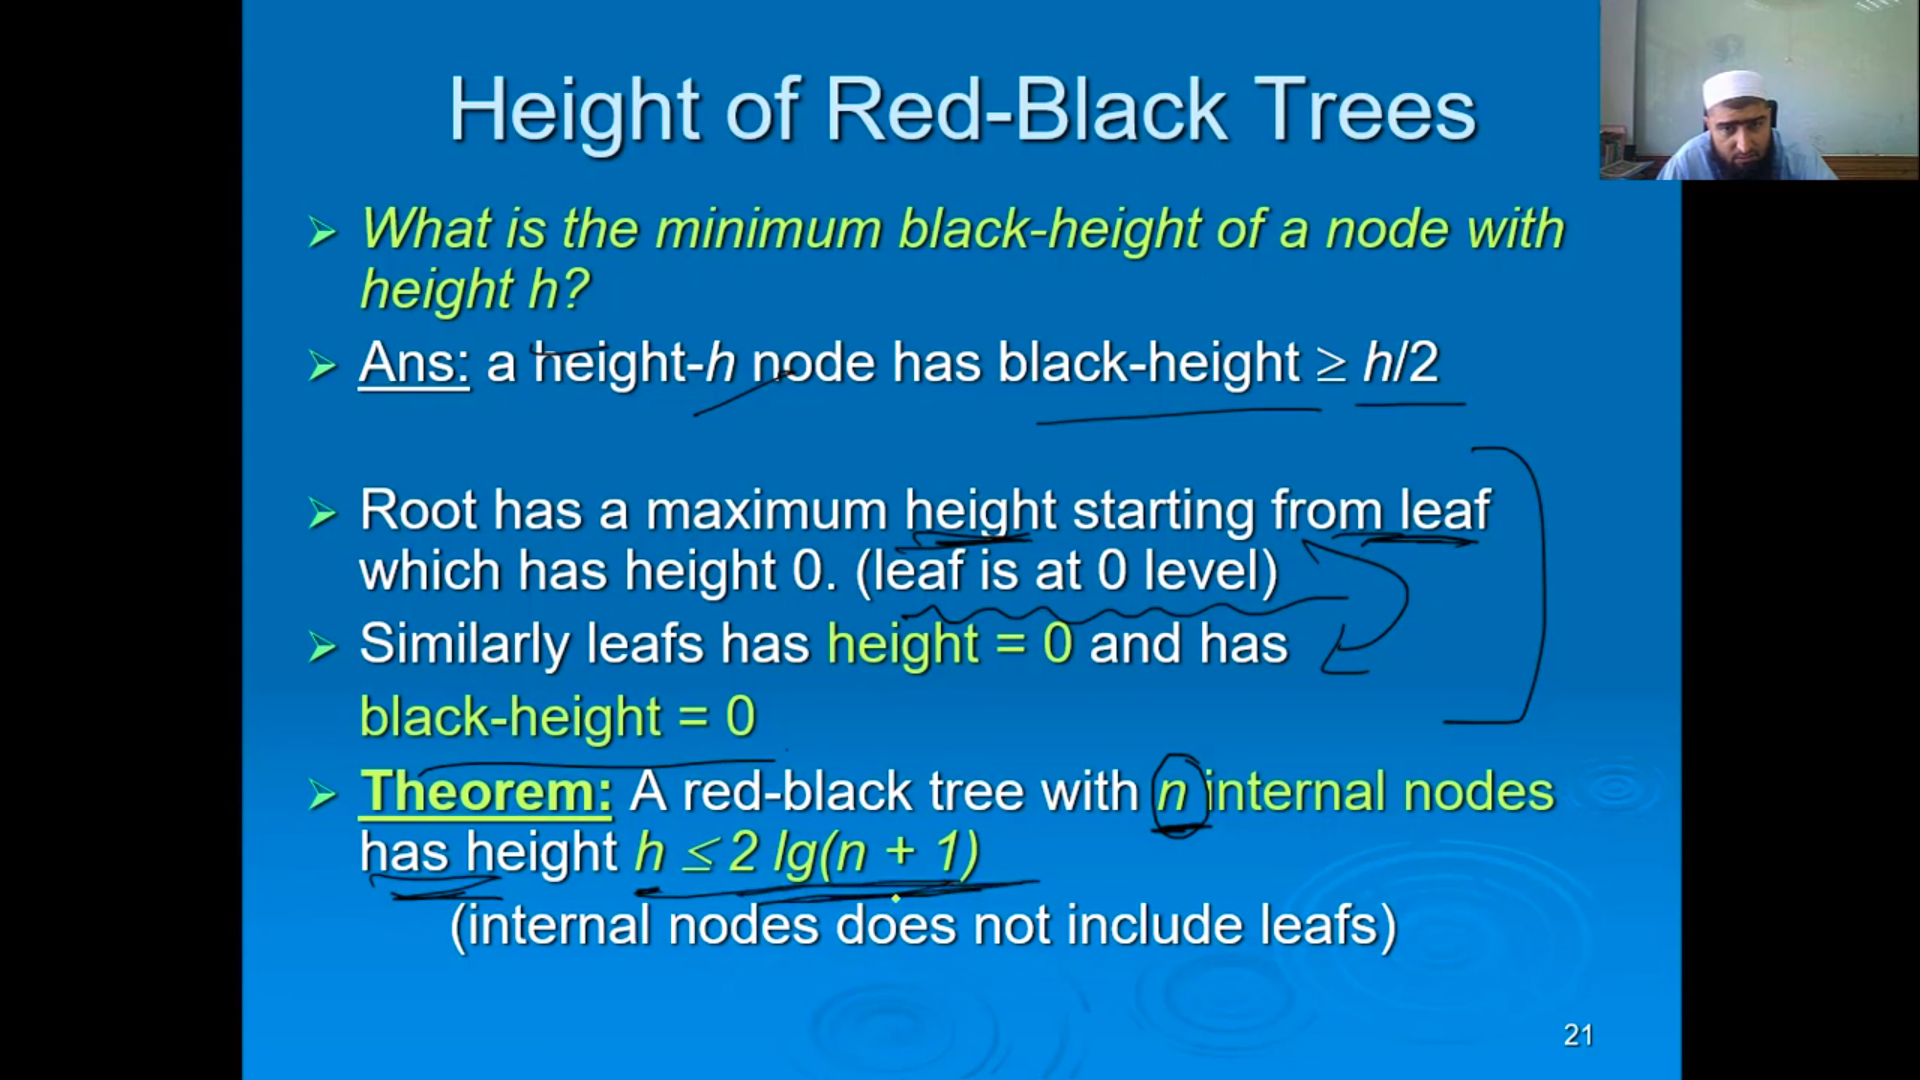 Height of Red-Black Trees
What is the minimum black-height of a node with
height h?
Ans: a height-h node has black-height ≥ h/2
Root has a maximum height starting from leaf
which has height 0. (leaf is at 0 level)
Similarly leafs has height = 0 and has
black-height = 0
Theorem: A red-black tree with n internal nodes
has height h ≤ 2 lg(n + 1)
(internal nodes does not include leafs)
21